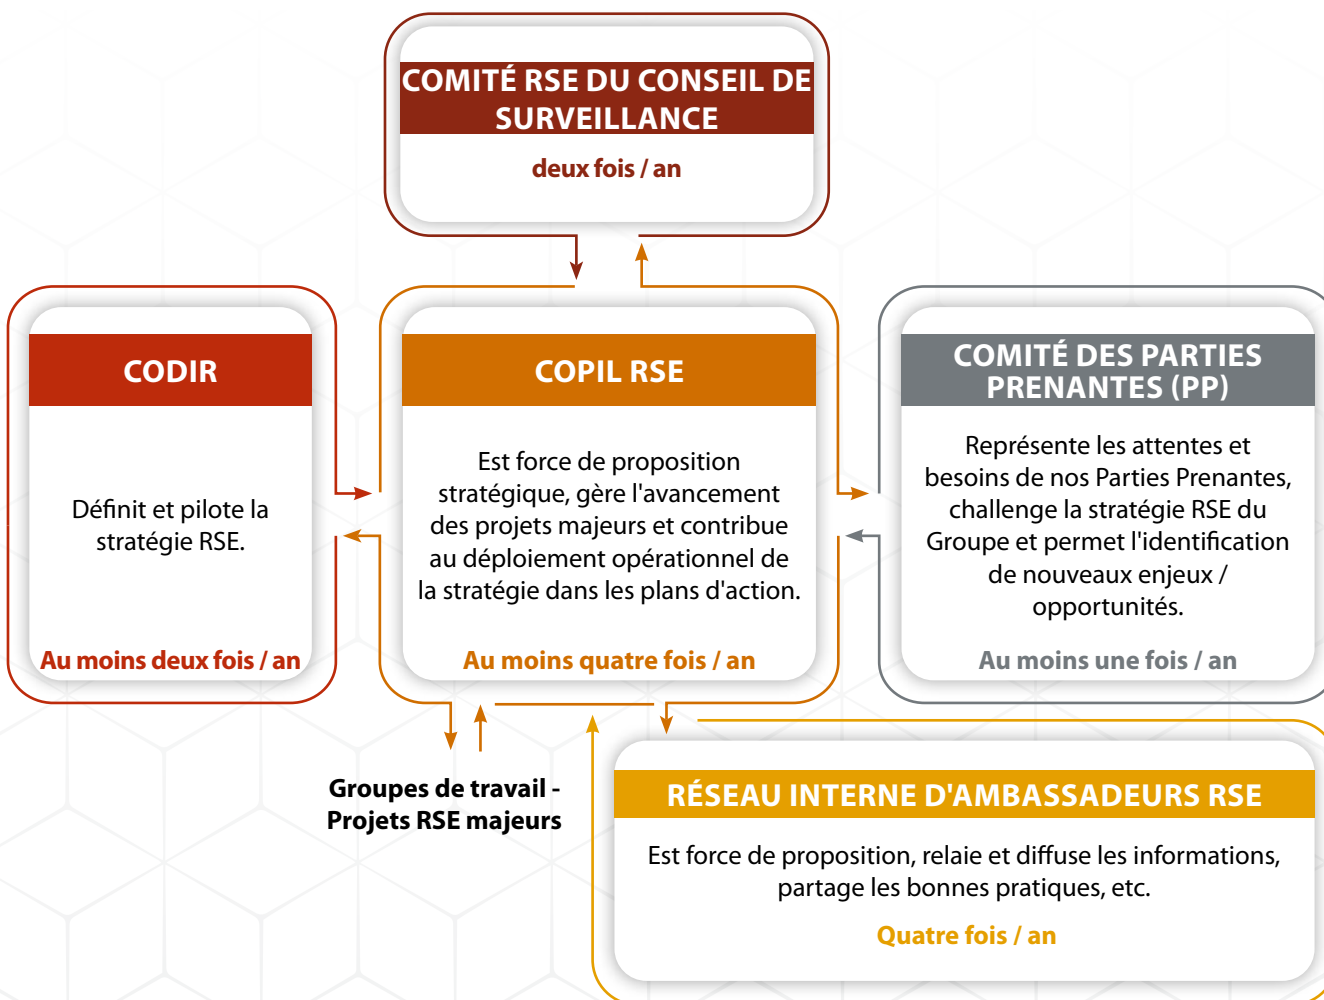 COMITÉ RSE DU CONSEIL DE
SURVEILLANCE
deux fois / an
CODIR
Définit et pilote la
stratégie RSE.
Au moins deux fois / an
COPIL RSE
Est force de proposition
stratégique, gère l'avancement
des projets majeurs et contribue
au déploiement opérationnel de
la stratégie dans les plans d'action.
Au moins quatre fois / an
COMITÉ DES PARTIES
PRENANTES (PP)
Représente les attentes et
besoins de nos Parties Prenantes,
challenge la stratégie RSE du
Groupe et permet l'identification
de nouveaux enjeux /
opportunités.
Au moins une fois / an
Groupes de travail -
Projets RSE majeurs
RÉSEAU INTERNE D'AMBASSADEURS RSE
Est force de proposition, relaie et diffuse les informations,
partage les bonnes pratiques, etc.
Quatre fois / an